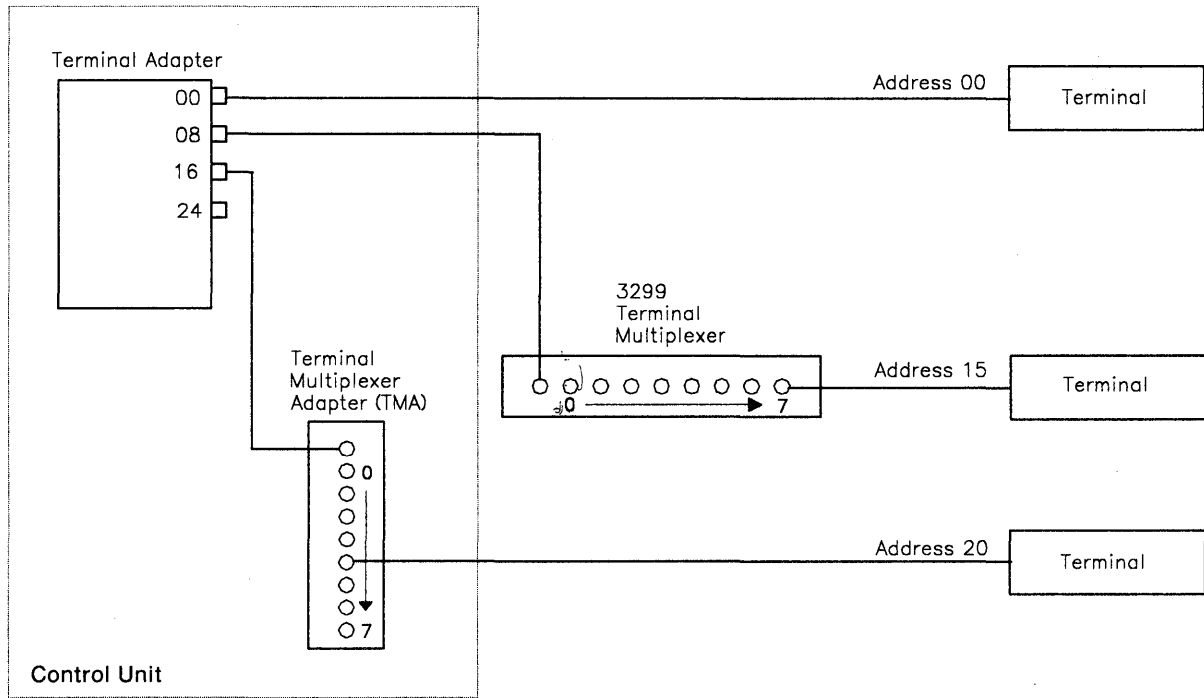 Terminal Adapter
00
08
16
24
Address 00
Terminal
3299
Terminal
Multiplexer
0
7
Address 15
Terminal
Terminal
Multiplexer
Adapter (TMA)
0
7
Address 20
Terminal
Control Unit